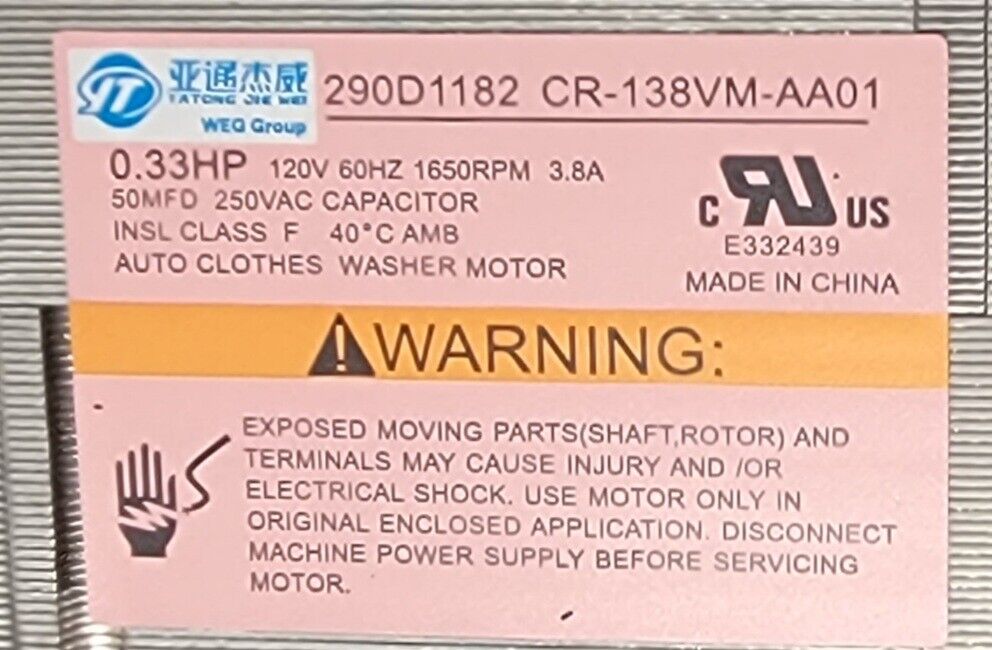 YT
亚通杰威
YATONG JIE WEI
WEG Group
290D1182 CR-138VM-AA01
0.33HP 120V 60HZ 1650RPM 3.8A
50MFD 250VAC CAPACITOR
INSL CLASS F 40°C AMB
AUTO CLOTHES WASHER MOTOR
C RU US
E332439
MADE IN CHINA
WARNING:
EXPOSED MOVING PARTS(SHAFT,ROTOR) AND
TERMINALS MAY CAUSE INJURY AND /OR
ELECTRICAL SHOCK. USE MOTOR ONLY IN
ORIGINAL ENCLOSED APPLICATION. DISCONNECT
MACHINE POWER SUPPLY BEFORE SERVICING
MOTOR.